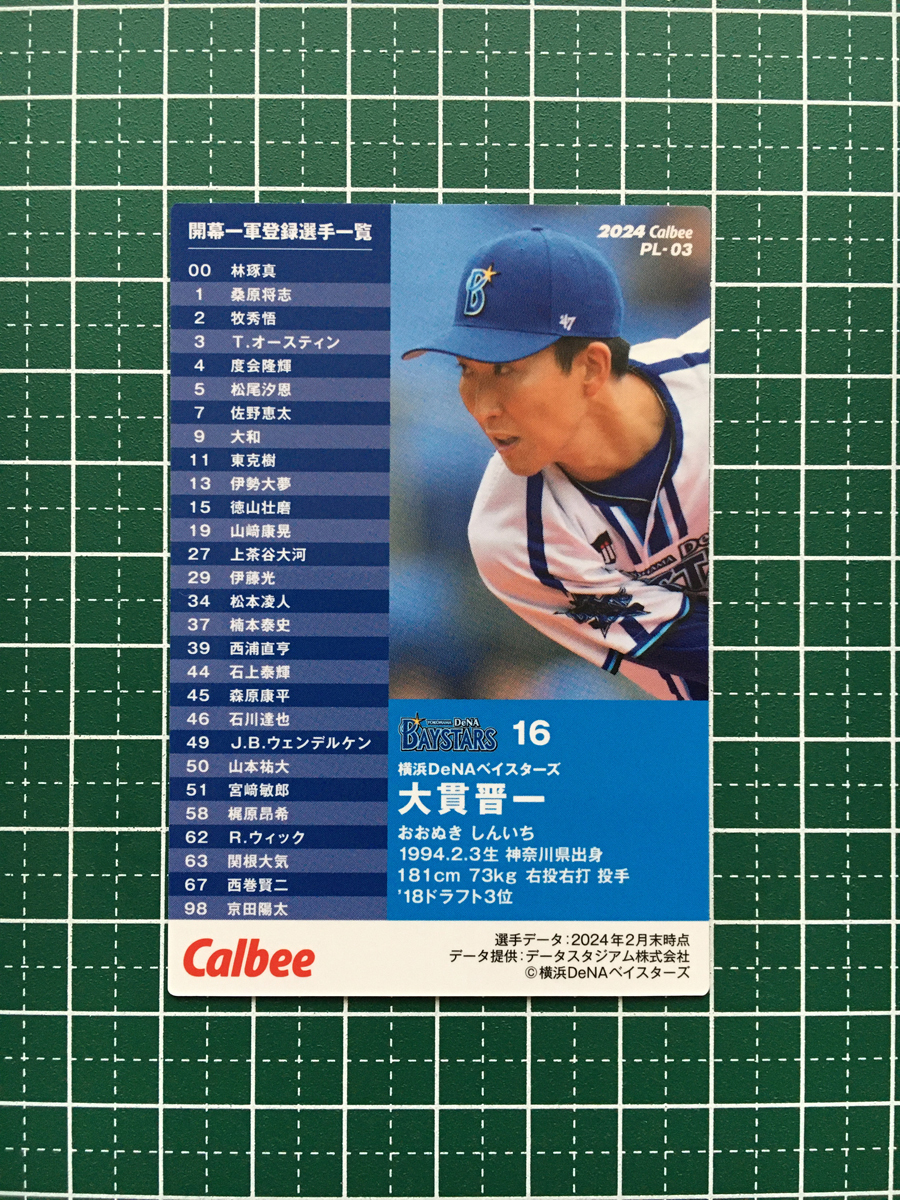 開幕一軍登録選手一覧
00 林琢真
1 桑原将志
2 牧秀悟
3 T.オースティン
4 度会隆輝
5 松尾汐恩
7 佐野恵太
9 大和
11 東克樹
13 伊勢大夢
15 徳山壮磨
19 山﨑康晃
27 上茶谷大河
29 伊藤光
34 松本凌人
37 楠本泰史
39 西浦直亨
44 石上泰輝
45 森原康平
46 石川達也
49 J.B.ウェンデルケン
50 山本祐大
51 宮﨑敏郎
58 梶原昂希
62 R.ウィック
63 関根大気
67 西巻賢二
98 京田陽太
2024 Calbee
PL-03
B
47
YOKOHAMA DeNA
BAYSTARS
16
横浜DeNAベイスターズ
大貫晋一
おおぬき しんいち
1994.2.3生 神奈川県出身
181cm 73kg 右投右打 投手
'18ドラフト3位
Calbee
選手データ:2024年2月末時点
データ提供:データスタジアム株式会社
©横浜DeNAベイスターズ